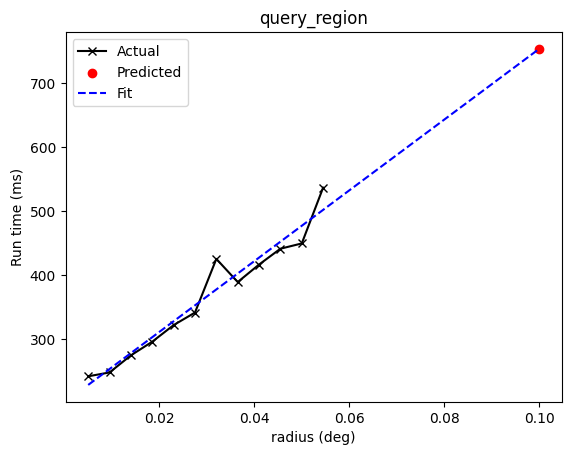 query_region
Actual
Predicted
Fit
700
600
500
400
300
Run time (ms)
0.02
0.04
0.06
0.08
0.10
radius (deg)